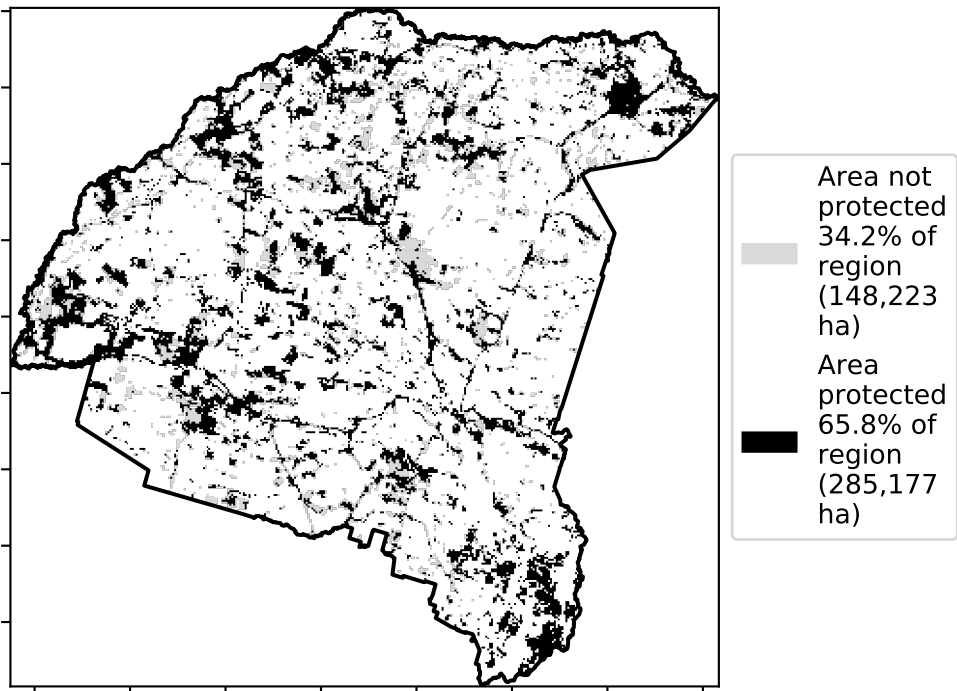 Area not
protected
34.2% of
region
(148,223
ha)
Area
protected
65.8% of
region
(285,177
ha)